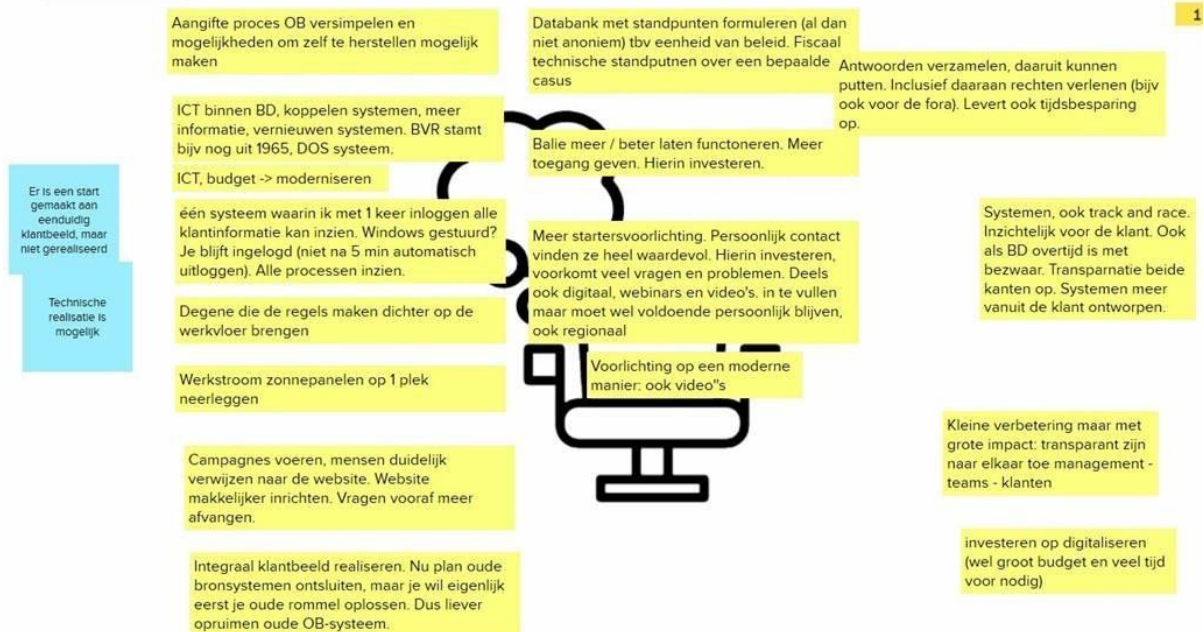 1
Aangifte proces OB versimpelen en
mogelijkheden om zelf te herstellen mogelijk
maken
ICT binnen BD, koppelen systemen, meer
informatie, vernieuwen systemen. BVR stamt
bijv nog uit 1965, DOS systeem.
ICT, budget -> moderniseren
Er is een start
gemaakt aan
eenduidig
klantbeeld, maar
niet gerealiseerd
Technische
realisatie is
mogelijk
één systeem waarin ik met 1 keer inloggen alle
klantinformatie kan inzien. Windows gestuurd?
Je blijft ingelogd (niet na 5 min automatisch
uitloggen). Alle processen inzien.
Degene die de regels maken dichter op de
werkvloer brengen
Werkstroom zonnepanelen op 1 plek
neerleggen
Campagnes voeren, mensen duidelijk
verwijzen naar de website. Website
makkelijker inrichten. Vragen vooraf meer
afvangen.
Integraal klantbeeld realiseren. Nu plan oude
bronsystemen ontsluiten, maar je wil eigenlijk
eerst je oude rommel oplossen. Dus liever
opruimen oude OB-systeem.
Databank met standpunten formuleren (al dan
niet anoniem) tbv eenheid van beleid. Fiscaal
technische standputnen over een bepaalde
casus
Balie meer / beter laten functoneren. Meer
toegang geven. Hierin investeren.
Meer startersvoorlichting. Persoonlijk contact
vinden ze heel waardevol. Hierin investeren,
voorkomt veel vragen en problemen. Deels
ook digitaal, webinars en video's. in te vullen
maar moet wel voldoende persoonlijk blijven,
ook regionaal
Voorlichting op een moderne
manier: ook video"s
Antwoorden verzamelen, daaruit kunnen
putten. Inclusief daaraan rechten verlenen (bijv
ook voor de fora). Levert ook tijdsbesparing
op.
Systemen, ook track and race.
Inzichtelijk voor de klant. Ook
als BD overtijd is met
bezwaar. Transparnatie beide
kanten op. Systemen meer
vanuit de klant ontworpen.
Kleine verbetering maar met
grote impact: transparant zijn
naar elkaar toe management -
teams - klanten
investeren op digitaliseren
(wel groot budget en veel tijd
voor nodig)